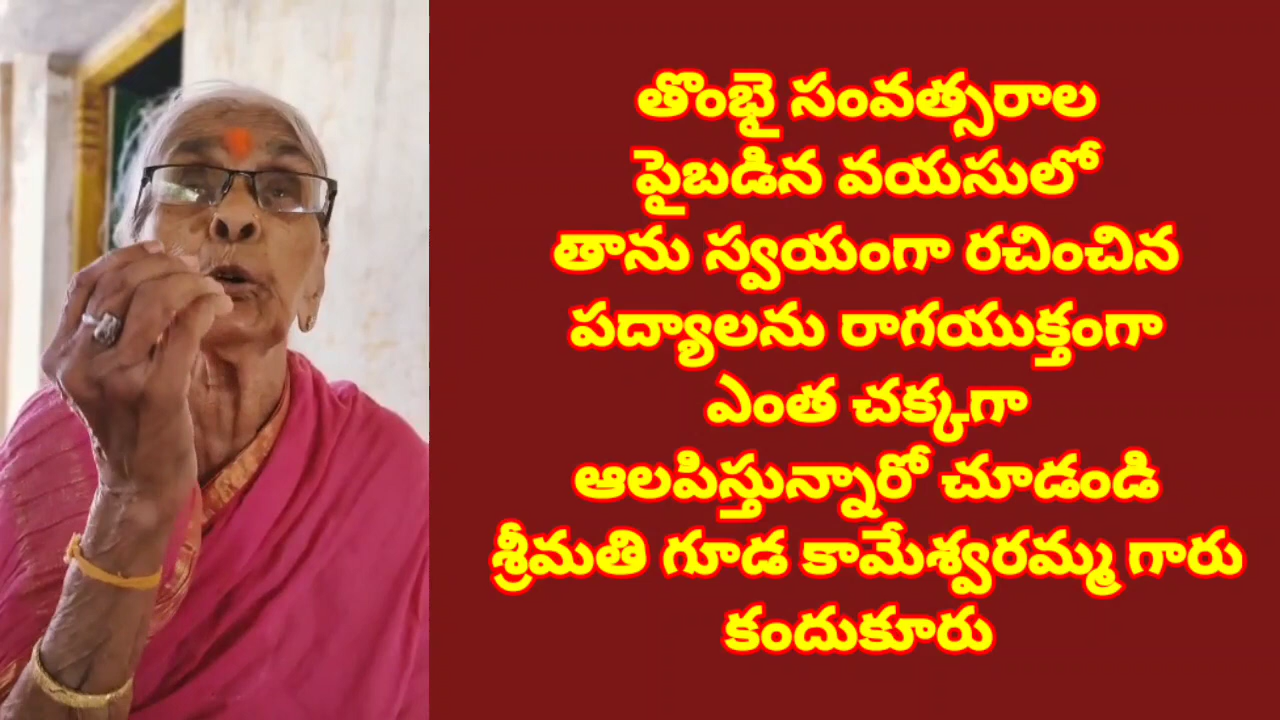 తొంభై సంవత్సరాల
పైబడిన వయసులో
తాను స్వయంగా రచించిన
పద్యాలను రాగయుక్తంగా
ఎంత చక్కగా
ఆలపిస్తున్నారో చూడండి
శ్రీమతి గూడ కామేశ్వరమ్మ గారు
కందుకూరు